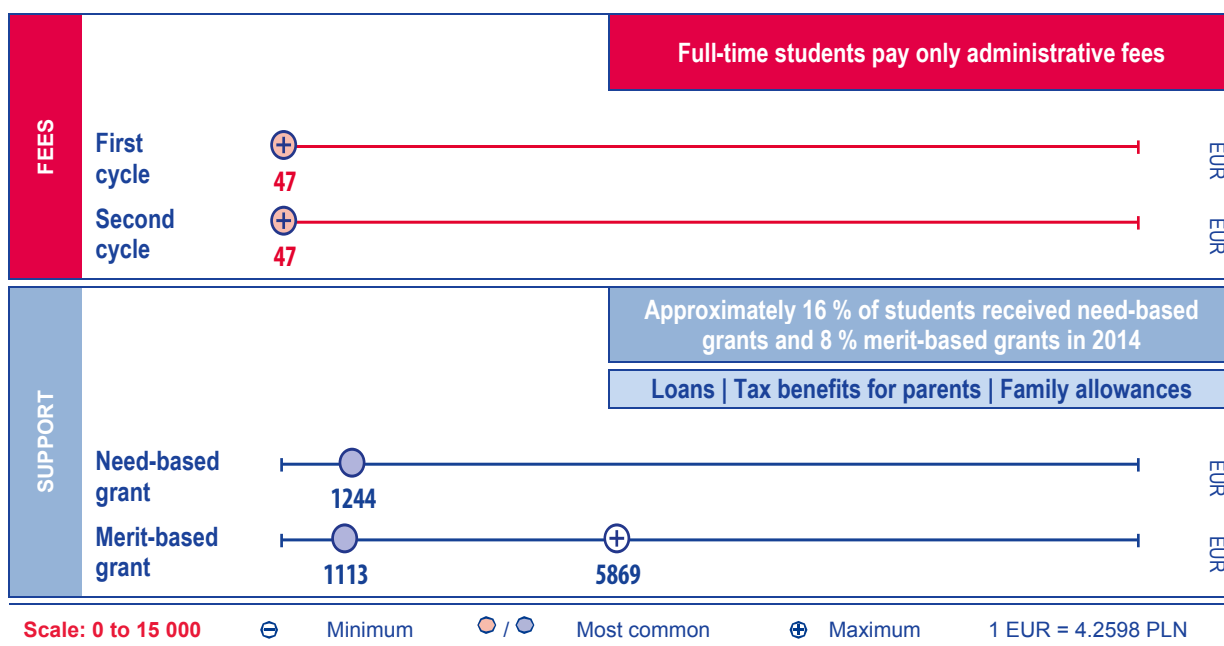 FEES
Full-time students pay only administrative fees
First
cycle
47
EUR
Second
cycle
47
EUR
SUPPORT
Approximately 16 % of students received need-based
grants and 8 % merit-based grants in 2014
Loans | Tax benefits for parents | Family allowances
Need-based
grant
1244
EUR
Merit-based
grant
1113
5869
EUR
Scale: 0 to 15 000 Minimum / Most common Maximum 1 EUR = 4.2598 PLN